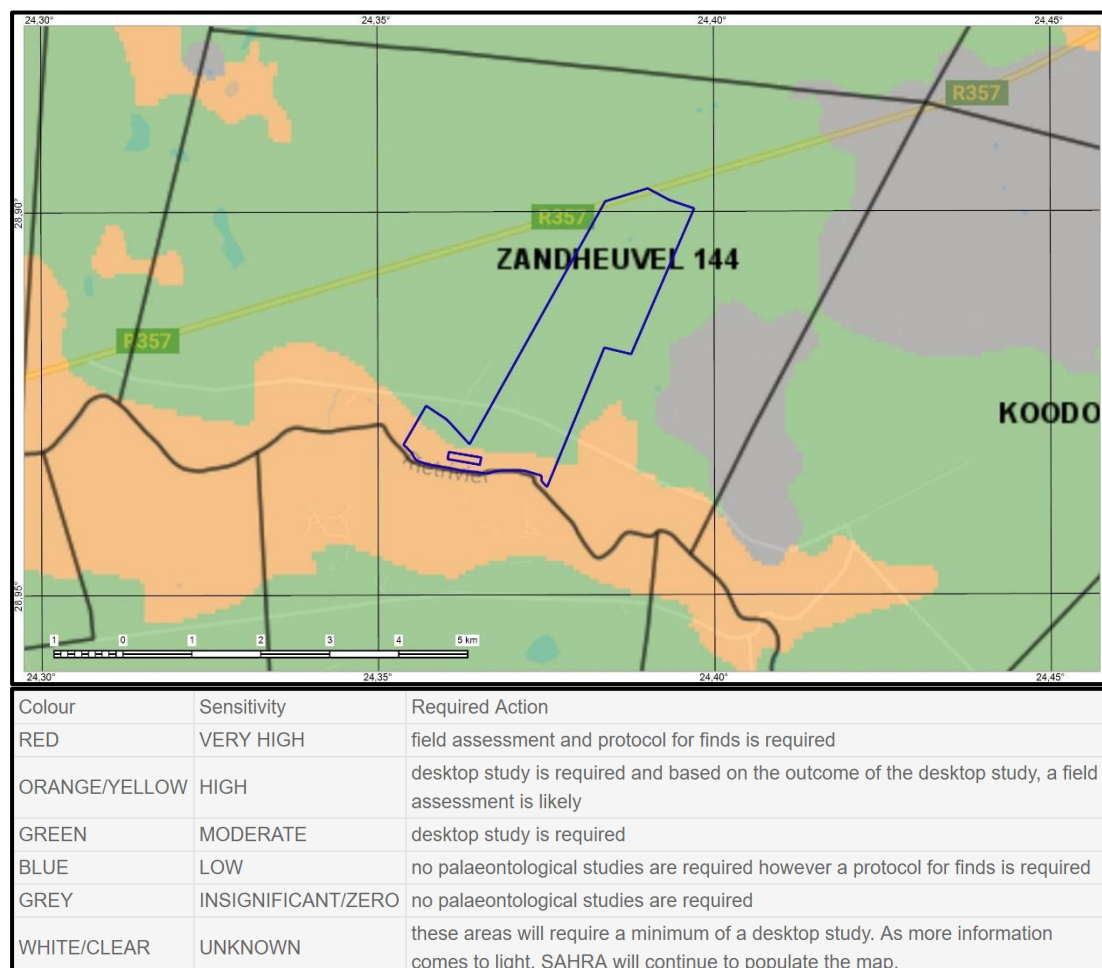 24,30° 24,35° 24,40° 24,45°
R357
28,90°
R357
ZANDHEUVEL 144
R357
KOODO
Rietrivier
28,95°
1 0 1 2 3 4 5 km
24,30° 24,35° 24,40° 24,45°
Colour Sensitivity Required Action
RED VERY HIGH field assessment and protocol for finds is required
ORANGE/YELLOW HIGH desktop study is required and based on the outcome of the desktop study, a field
assessment is likely
GREEN MODERATE desktop study is required
BLUE LOW no palaeontological studies are required however a protocol for finds is required
GREY INSIGNIFICANT/ZERO no palaeontological studies are required
WHITE/CLEAR UNKNOWN these areas will require a minimum of a desktop study. As more information
comes to light, SAHRA will continue to populate the map.